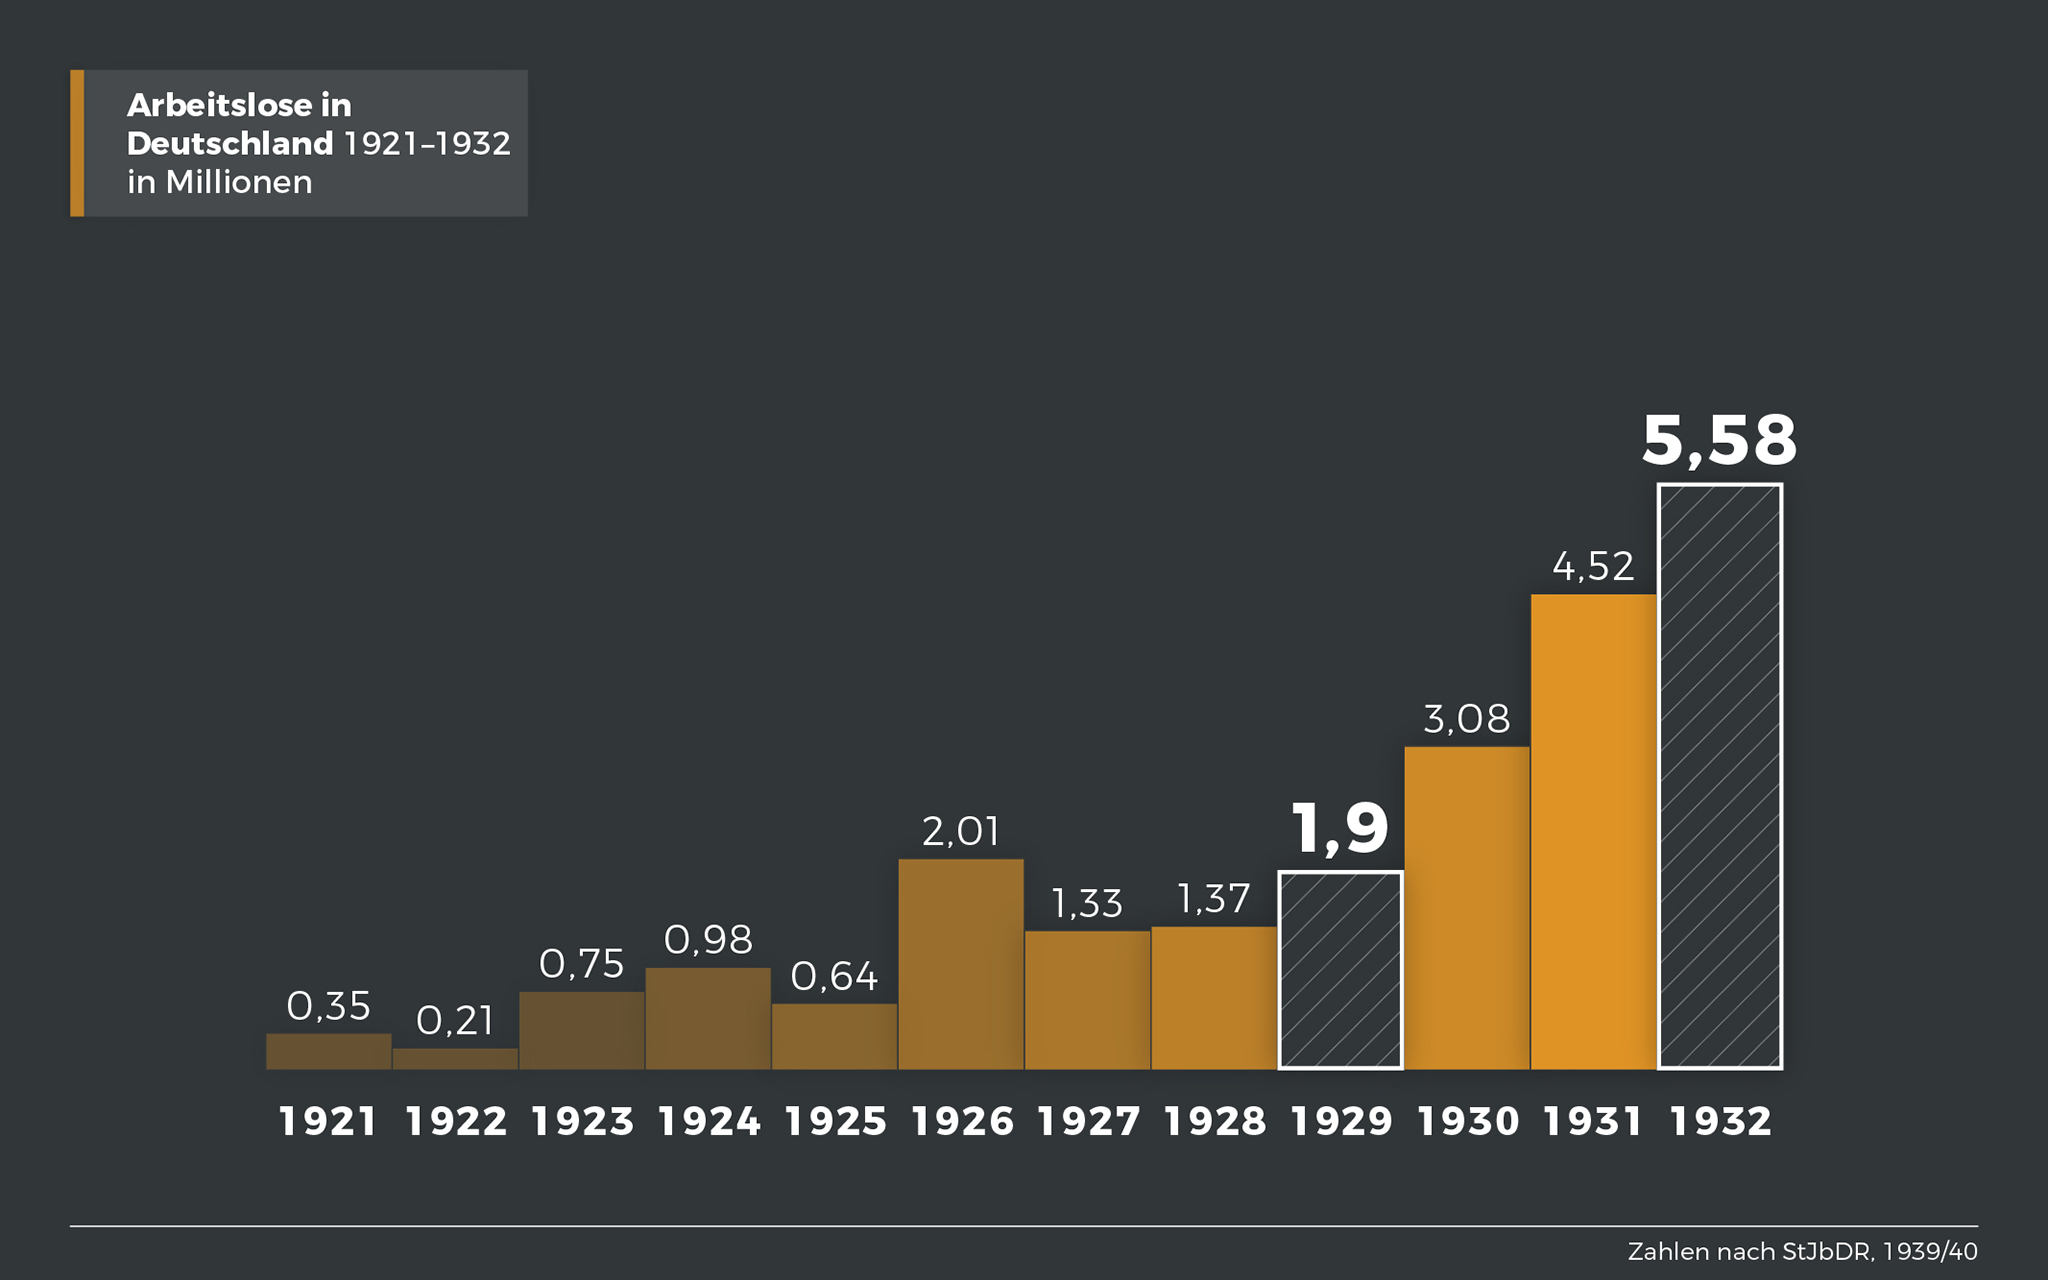 Arbeitslose in
Deutschland 1921–1932
in Millionen
5,58
4,52
3,08
1,9
2,01
1,37
1,33
0,98
0,75
0,64
0,35
0,21
1921 1922 1923 1924 1925 1926 1927 1928 1929 1930 1931 1932
Zahlen nach StJbDR, 1939/40